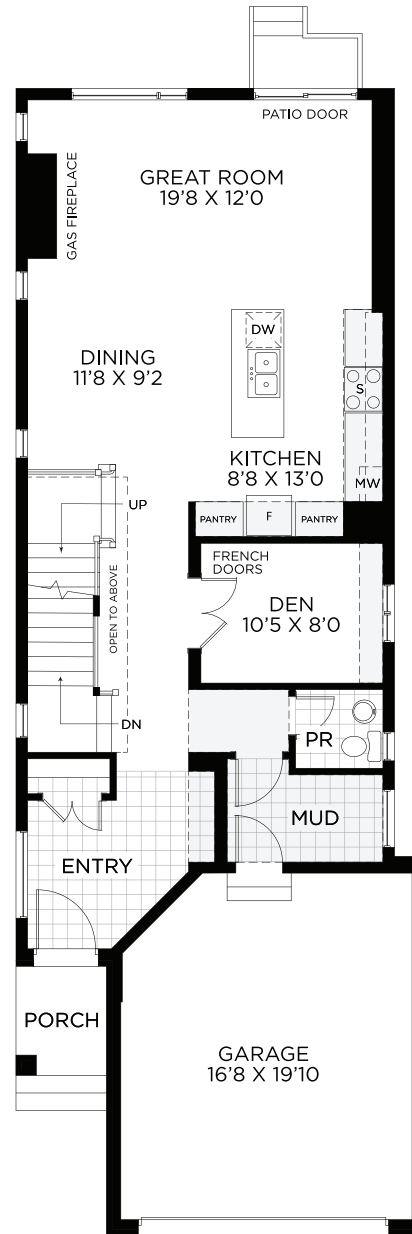 PATIO DOOR
GREAT ROOM
19'8 X 12'0
GAS FIREPLACE
DW
DINING
11'8 X 9'2
S
KITCHEN
8'8 X 13'0
MW
UP
PANTRY
F
PANTRY
FRENCH
DOORS
OPEN TO ABOVE
DEN
10'5 X 8'0
DN
PR
MUD
ENTRY
PORCH
GARAGE
16'8 X 19'10